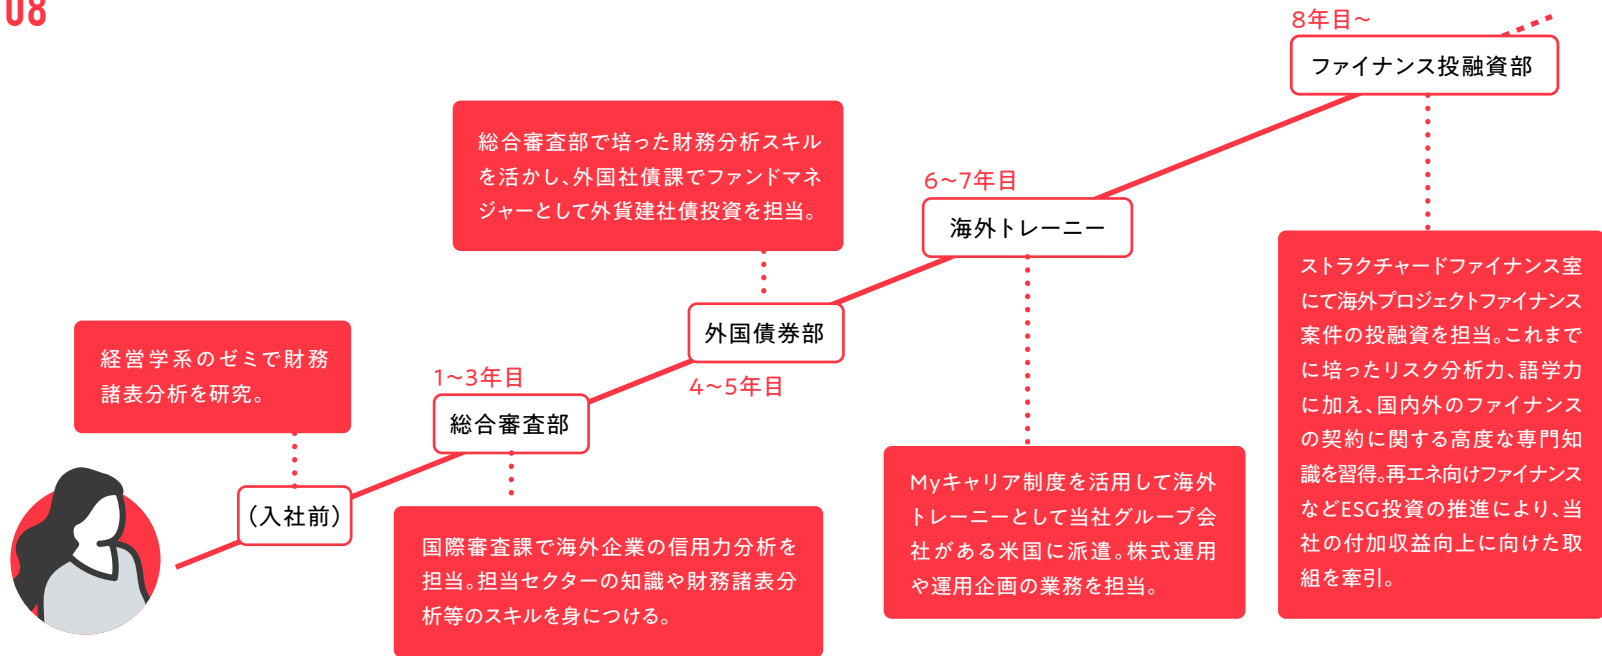 08
経営学系のゼミで財務
諸表分析を研究。
(入社前)
1~3年目
総合審査部
国際審査課で海外企業の信用力分析を
担当。担当セクターの知識や財務諸表分
析等のスキルを身につける。
総合審査部で培った財務分析スキル
を活かし、外国社債課でファンドマネ
ジャーとして外貨建社債投資を担当。
外国債券部
4~5年目
6~7年目
海外トレーニー
Myキャリア制度を活用して海外
トレーニーとして当社グループ会
社がある米国に派遣。株式運用
や運用企画の業務を担当。
8年目~
ファイナンス投融資部
ストラクチャードファイナンス室
にて海外プロジェクトファイナンス
案件の投融資を担当。これまで
に培ったリスク分析力、語学力
に加え、国内外のファイナンス
の契約に関する高度な専門知
識を習得。再エネ向けファイナンス
などESG投資の推進により、当
社の付加収益向上に向けた取
組を牽引。